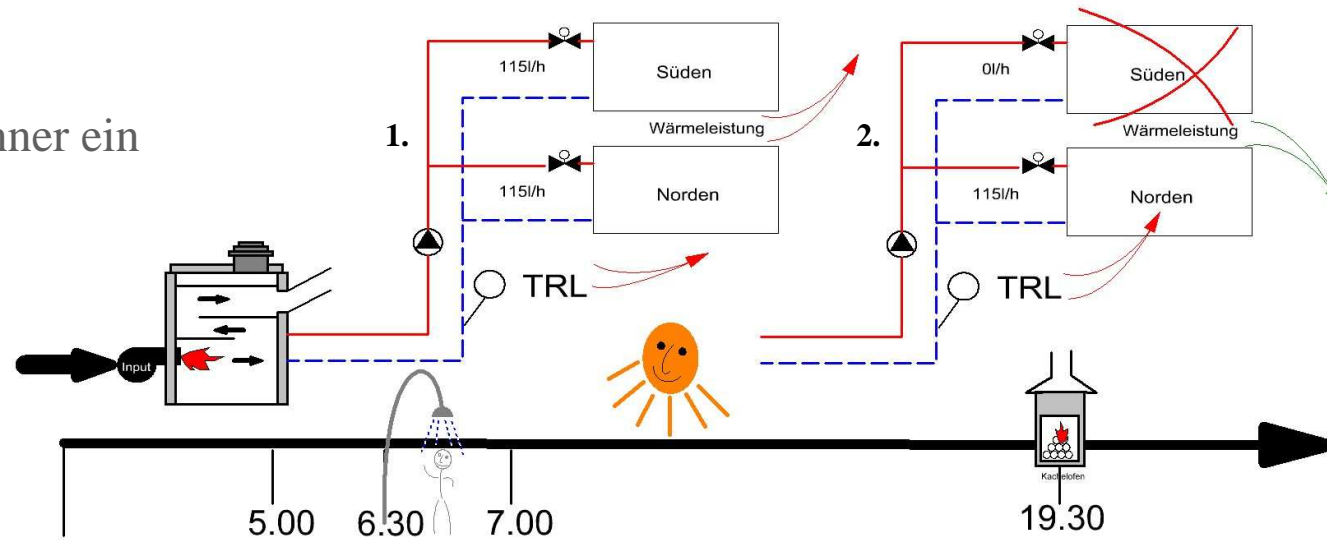 nner ein
1.
115l/h
Süden
Wärmeleistung
115l/h
Norden
TRL
2.
0l/h
Süden
Wärmeleistung
115l/h
Norden
TRL
Input
Kachelofen
5.00
6.30
7.00
19.30